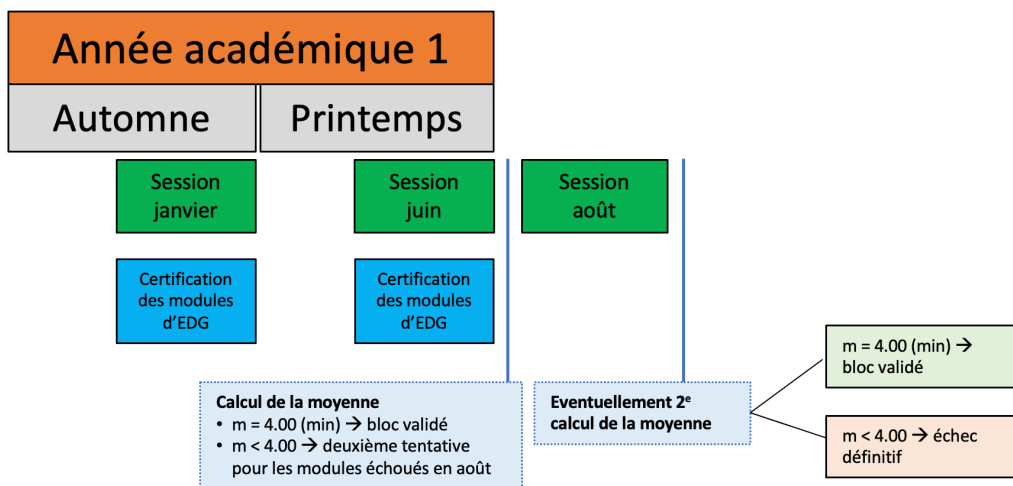 Année académique 1
Automne
Printemps
Session
janvier
Session
juin
Session
août
Certification
des modules
d'EDG
Certification
des modules
d'EDG
Calcul de la moyenne
• m = 4.00 (min) → bloc validé
• m < 4.00 → deuxième tentative
pour les modules échoués en août
Eventuellement 2e
calcul de la moyenne
m = 4.00 (min) →
bloc validé
m < 4.00 → échec
définitif